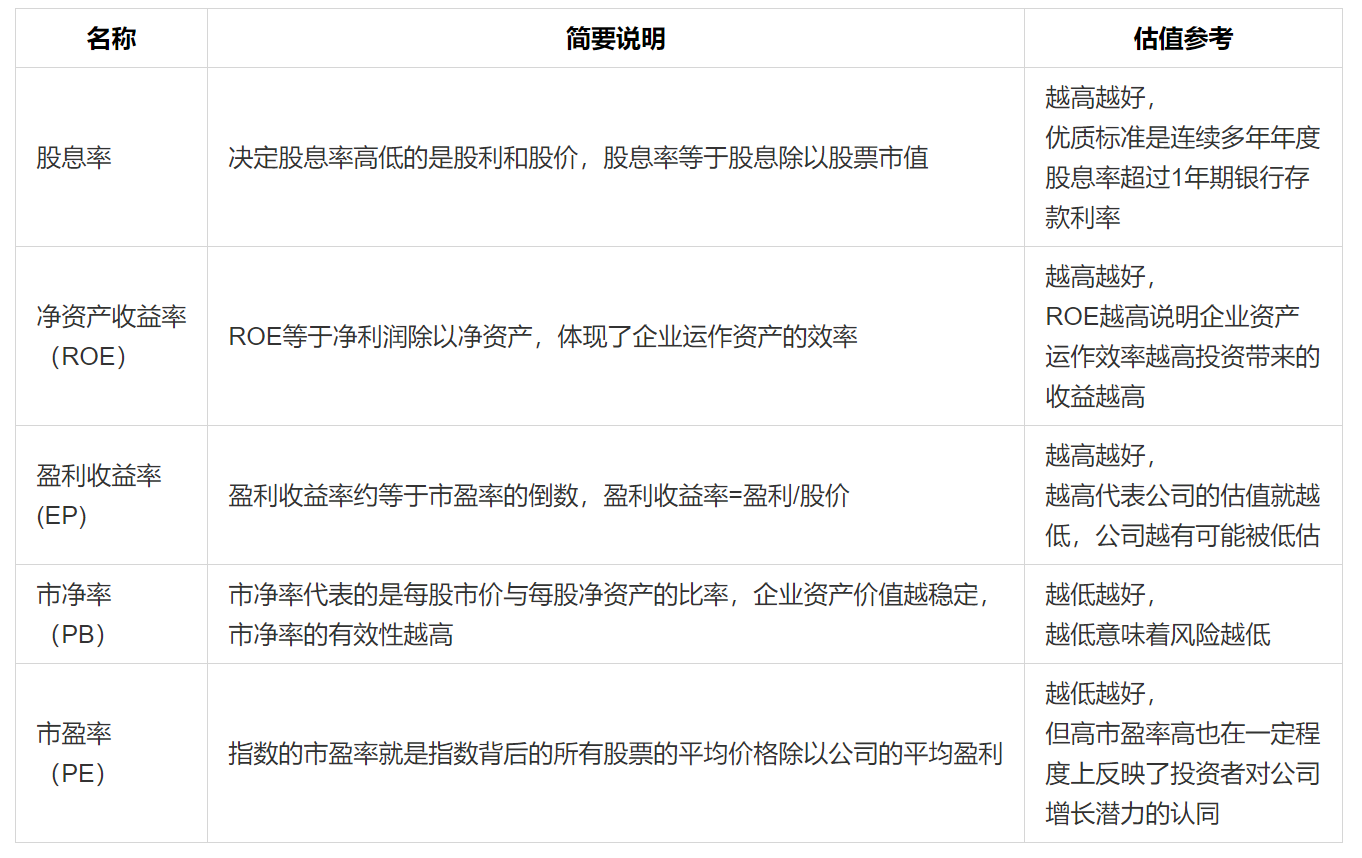 名称
简要说明
估值参考
股息率
决定股息率高低的是股利和股价，股息率等于股息除以股票市值
越高越好，
优质标准是连续多年年度
股息率超过1年期银行存
款利率
净资产收益率
（ROE）
ROE等于净利润除以净资产，体现了企业运作资产的效率
越高越好，
ROE越高说明企业资产
运作效率越高投资带来的
收益越高
盈利收益率
(EP)
盈利收益率约等于市盈率的倒数，盈利收益率=盈利/股价
越高越好，
越高代表公司的估值就越
低，公司越有可能被低估
市净率
（PB）
市净率代表的是每股市价与每股净资产的比率，企业资产价值越稳定，
市净率的有效性越高
越低越好，
越低意味着风险越低
市盈率
（PE）
指数的市盈率就是指数背后的所有股票的平均价格除以公司的平均盈利
越低越好，
但高市盈率高也在一定程
度上反映了投资者对公司
增长潜力的认同